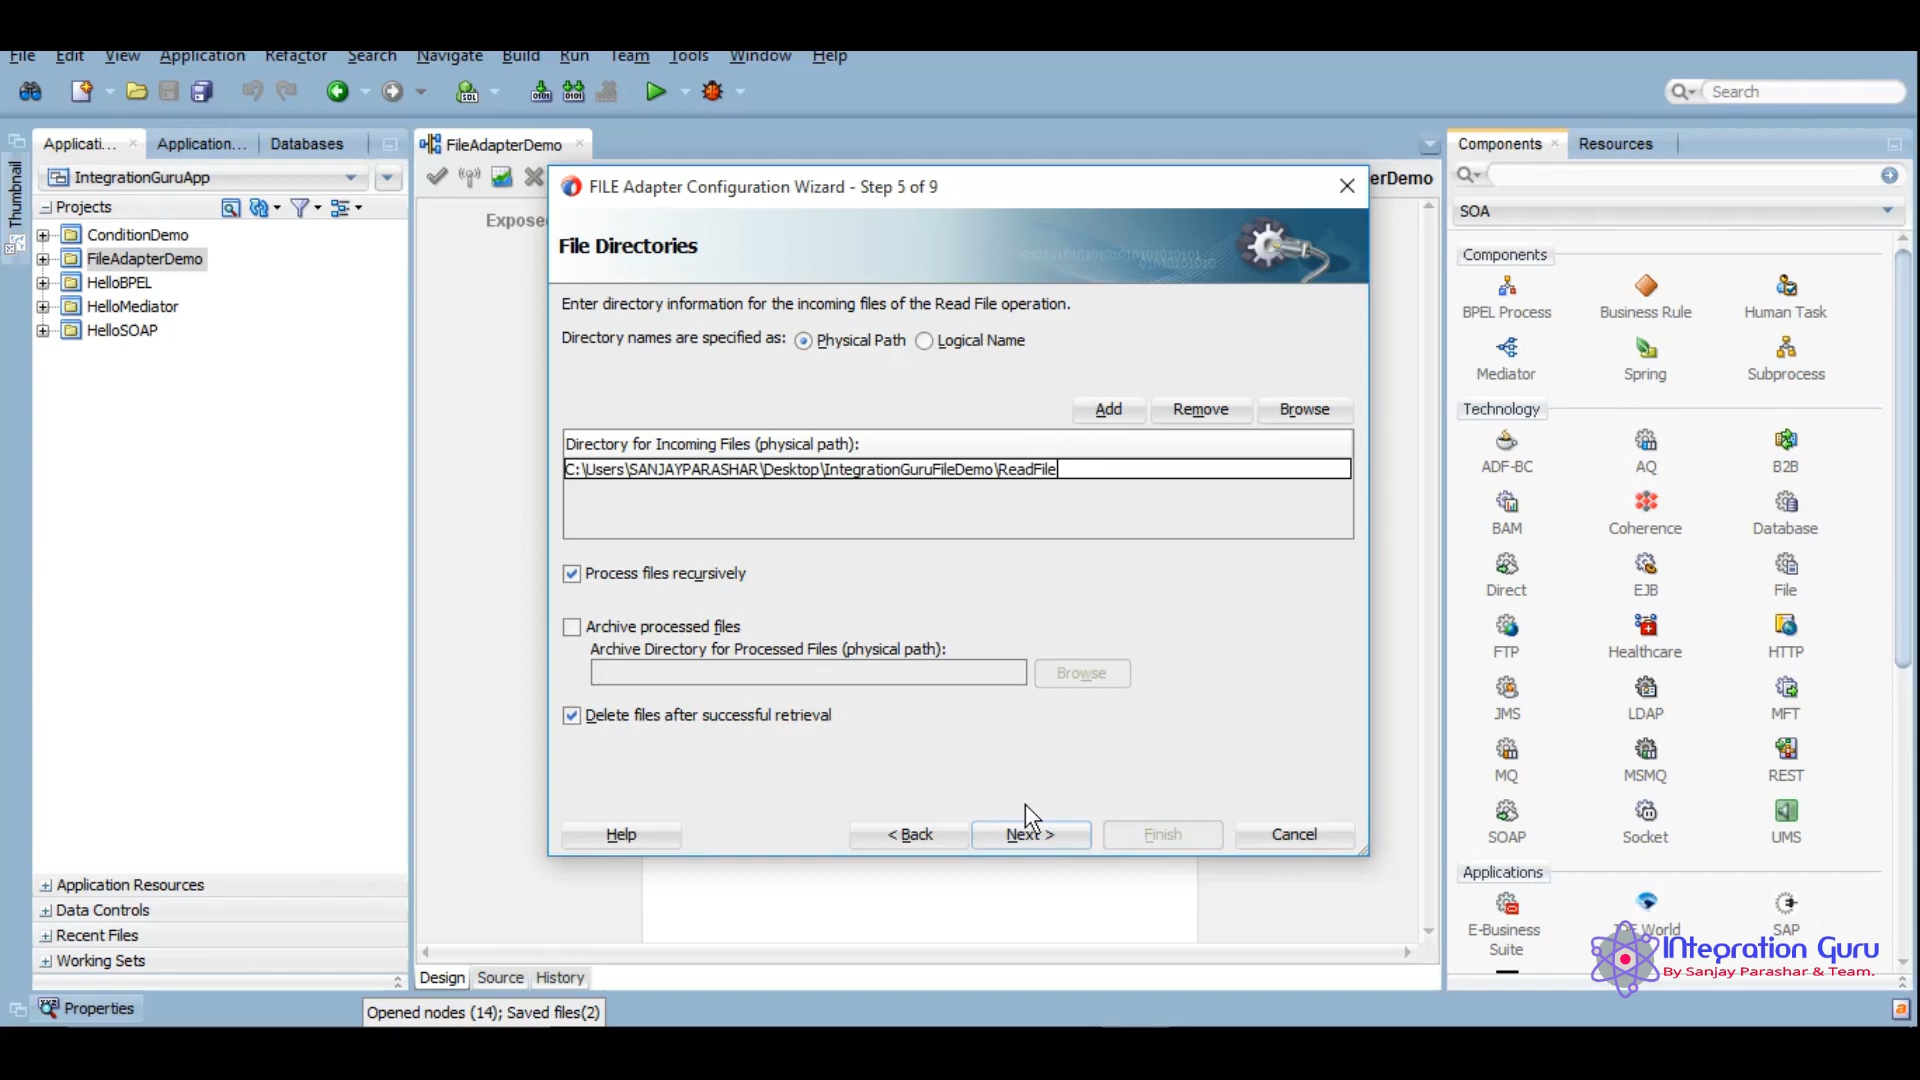 File Edit View Application Refactor Search Navigate Build Run Team Tools Window Help
Search
Applicati... Application... Databases
FileAdapterDemo
Components Resources
Thumbnail
IntegrationGuruApp
Projects
ConditionDemo
FileAdapterDemo
HelloBPEL
HelloMediator
HelloSOAP
Application Resources
Data Controls
Recent Files
Working Sets
Properties
Exposed
erDemo
FILE Adapter Configuration Wizard - Step 5 of 9
File Directories
Enter directory information for the incoming files of the Read File operation.
Directory names are specified as: Physical Path Logical Name
Add Remove Browse
Directory for Incoming Files (physical path):
C:\Users\SANJAYPARASHAR\Desktop\IntegrationGuruFileDemo\ReadFile
Process files recursively
Archive processed files
Archive Directory for Processed Files (physical path):
Browse
Delete files after successful retrieval
Help < Back Next > Finish Cancel
Design Source History
Opened nodes (14); Saved files(2)
SOA
Components
BPEL Process Business Rule Human Task
Mediator Spring Subprocess
Technology
ADF-BC AQ B2B
BAM Coherence Database
Direct EJB File
FTP Healthcare HTTP
JMS LDAP MFT
MQ MSMQ REST
SOAP Socket UMS
Applications
E-Business Suite
World
SAP
INtegration Guru
By Sanjay Parashar & Team.